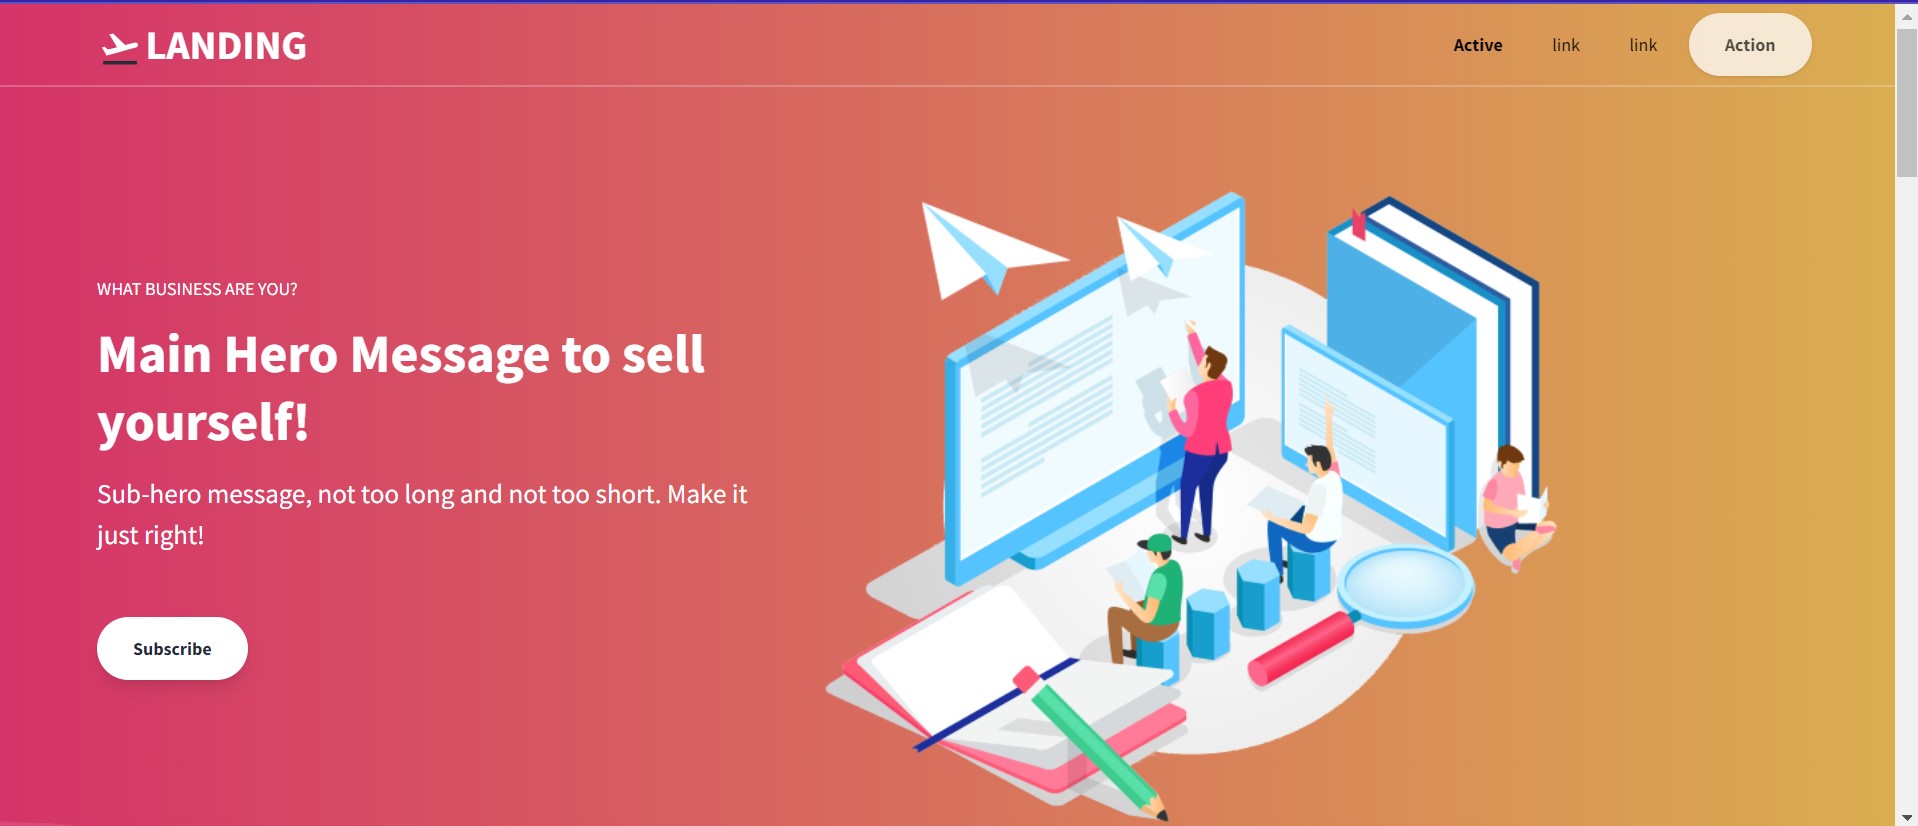 LANDING
Active
link
link
Action
WHAT BUSINESS ARE YOU?
Main Hero Message to sell
yourself!
Sub-hero message, not too long and not too short. Make it
just right!
Subscribe